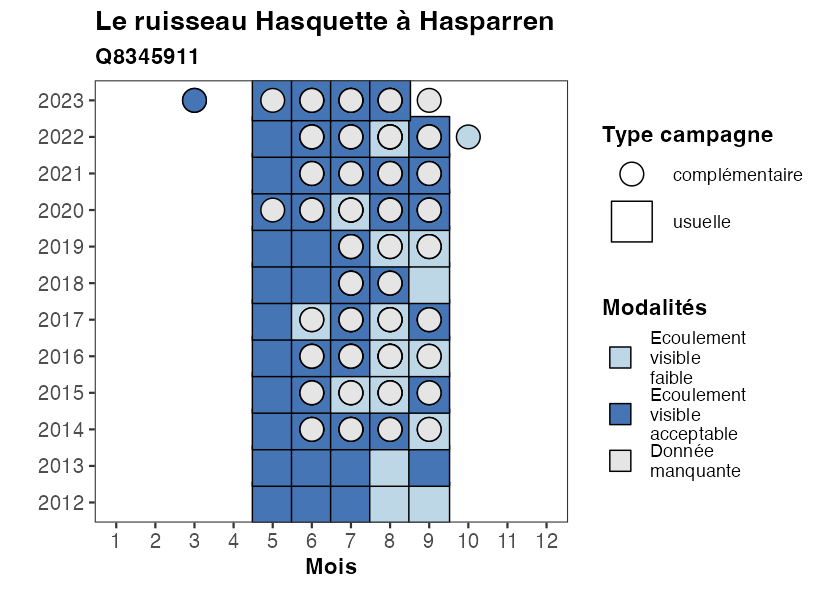 Le ruisseau Hasquette à Hasparren
Q8345911
2023
2022
2021
2020
2019
2018
2017
2016
2015
2014
2013
2012
1 2 3 4 5 6 7 8 9 10 11 12
Mois
Type campagne
complémentaire
usuelle
Modalités
Ecoulement
visible
faible
Ecoulement
visible
acceptable
Donnée
manquante